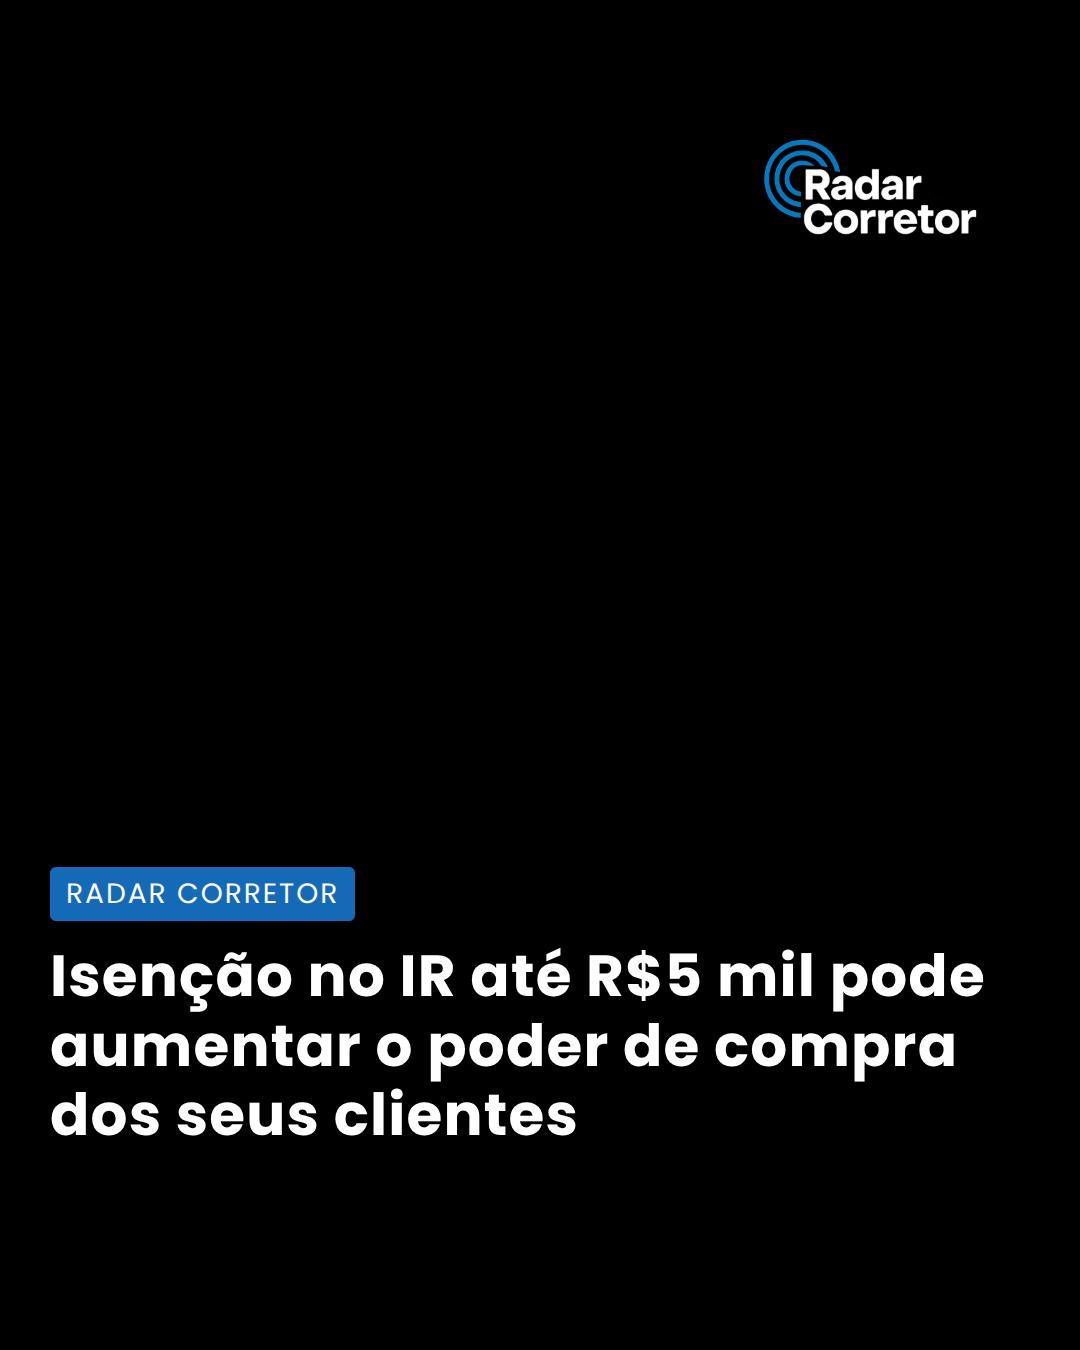 Radar
Corretor
RADAR CORRETOR
Isenção no IR até R$5 mil pode
aumentar o poder de compra
dos seus clientes